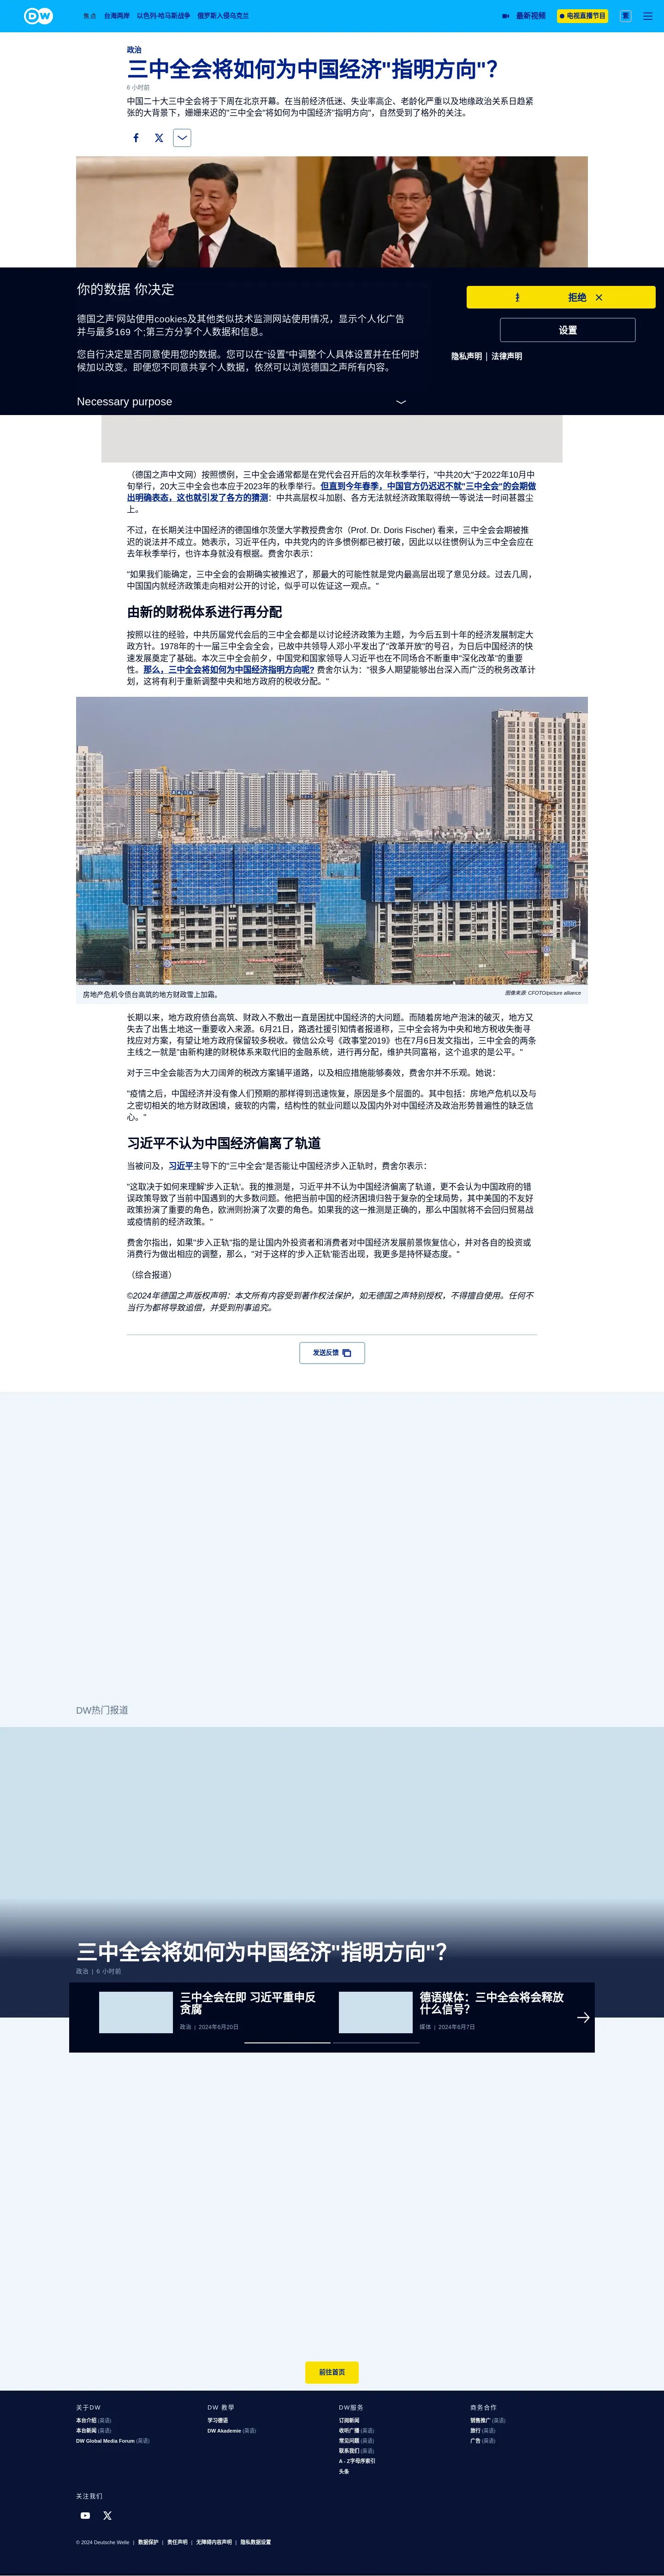 DW
焦点 台海两岸 以色列-哈马斯战争 俄罗斯入侵乌克兰
最新视频
电视直播节目
繁
政治
三中全会将如何为中国经济"指明方向"？
6 小时前
中国二十大三中全会将于下周在北京开幕。在当前经济低迷、失业率高企、老龄化严重以及地缘政治关系日趋紧
张的大背景下，姗姗来迟的"三中全会"将如何为中国经济"指明方向"，自然受到了格外的关注。
你的数据 你决定
德国之声'网站使用cookies及其他类似技术监测网站使用情况，显示个人化广告
并与最多169 个;第三方分享个人数据和信息。
您自行决定是否同意使用您的数据。您可以在"设置"中调整个人具体设置并在任何时
候加以改变。即便您不同意共享个人数据，依然可以浏览德国之声所有内容。
Necessary purpose
拒绝
设置
隐私声明 | 法律声明
（德国之声中文网）按照惯例，三中全会通常都是在党代会召开后的次年秋季举行，"中共20大"于2022年10月中
旬举行，20大三中全会也本应于2023年的秋季举行。但直到今年春季，中国官方仍迟迟不就"三中全会"的会期做
出明确表态，这也就引发了各方的猜测：中共高层权斗加剧、各方无法就经济政策取得统一等说法一时间甚嚣尘
上。
不过，在长期关注中国经济的德国维尔茨堡大学教授费舍尔（Prof. Dr. Doris Fischer) 看来，三中全会会期被推
迟的说法并不成立。她表示，习近平任内，中共党内的许多惯例都已被打破，因此以以往惯例认为三中全会应在
去年秋季举行，也许本身就没有根据。费舍尔表示：
"如果我们能确定，三中全会的会期确实被推迟了，那最大的可能性就是党内最高层出现了意见分歧。过去几周，
中国国内就经济政策走向相对公开的讨论，似乎可以佐证这一观点。"
由新的财税体系进行再分配
按照以往的经验，中共历届党代会后的三中全会都是以讨论经济政策为主题，为今后五到十年的经济发展制定大
政方针。1978年的十一届三中全会全会，已故中共领导人邓小平发出了"改革开放"的号召，为日后中国经济的快
速发展奠定了基础。本次三中全会前夕，中国党和国家领导人习近平也在不同场合不断重申"深化改革"的重要
性。那么，三中全会将如何为中国经济指明方向呢? 费舍尔认为："很多人期望能够出台深入而广泛的税务改革计
划，这将有利于重新调整中央和地方政府的税收分配。"
房地产危机令债台高筑的地方财政雪上加霜。
图像来源: CFOTO/picture alliance
长期以来，地方政府债台高筑、财政入不敷出一直是困扰中国经济的大问题。而随着房地产泡沫的破灭，地方又
失去了出售土地这一重要收入来源。6月21日，路透社援引知情者报道称，三中全会将为中央和地方税收失衡寻
找应对方案，有望让地方政府保留较多税收。微信公众号《政事堂2019》也在7月6日发文指出，三中全会的两条
主线之一就是"由新构建的财税体系来取代旧的金融系统，进行再分配，维护共同富裕，这个追求的是公平。"
对于三中全会能否为大刀阔斧的税政方案铺平道路，以及相应措施能够奏效，费舍尔并不乐观。她说：
"疫情之后，中国经济并没有像人们预期的那样得到迅速恢复，原因是多个层面的。其中包括：房地产危机以及与
之密切相关的地方财政困境，疲软的内需，结构性的就业问题以及国内外对中国经济及政治形势普遍性的缺乏信
心。"
习近平不认为中国经济偏离了轨道
当被问及，习近平主导下的"三中全会"是否能让中国经济步入正轨时，费舍尔表示：
"这取决于如何来理解'步入正轨'。我的推测是，习近平并不认为中国经济偏离了轨道，更不会认为中国政府的错
误政策导致了当前中国遇到的大多数问题。他把当前中国的经济困境归咎于复杂的全球局势，其中美国的不友好
政策扮演了重要的角色，欧洲则扮演了次要的角色。如果我的这一推测是正确的，那么中国就将不会回归贸易战
或疫情前的经济政策。"
费舍尔指出，如果"步入正轨"指的是让国内外投资者和消费者对中国经济发展前景恢复信心，并对各自的投资或
消费行为做出相应的调整，那么，"对于这样的'步入正轨'能否出现，我更多是持怀疑态度。"
（综合报道）
©2024年德国之声版权声明：本文所有内容受到著作权法保护，如无德国之声特别授权，不得擅自使用。任何不
当行为都将导致追偿，并受到刑事追究。
发送反馈
DW热门报道
三中全会将如何为中国经济"指明方向"？
政治 | 6 小时前
三中全会在即 习近平重申反
贪腐
政治 | 2024年6月20日
德语媒体：三中全会将会释放
什么信号？
媒体 | 2024年6月7日
前往首页
关于DW
本台介绍 (英语)
本台新闻 (英语)
DW Global Media Forum (英语)
DW 教學
学习德语
DW Akademie (英语)
DW服务
订阅新闻
收听广播 (英语)
常见问题 (英语)
联系我们 (英语)
A - Z字母序索引
头条
商务合作
销售推广 (英语)
旅行 (英语)
广告 (英语)
关注我们
© 2024 Deutsche Welle | 数据保护 | 责任声明 | 无障碍内容声明 | 隐私数据设置